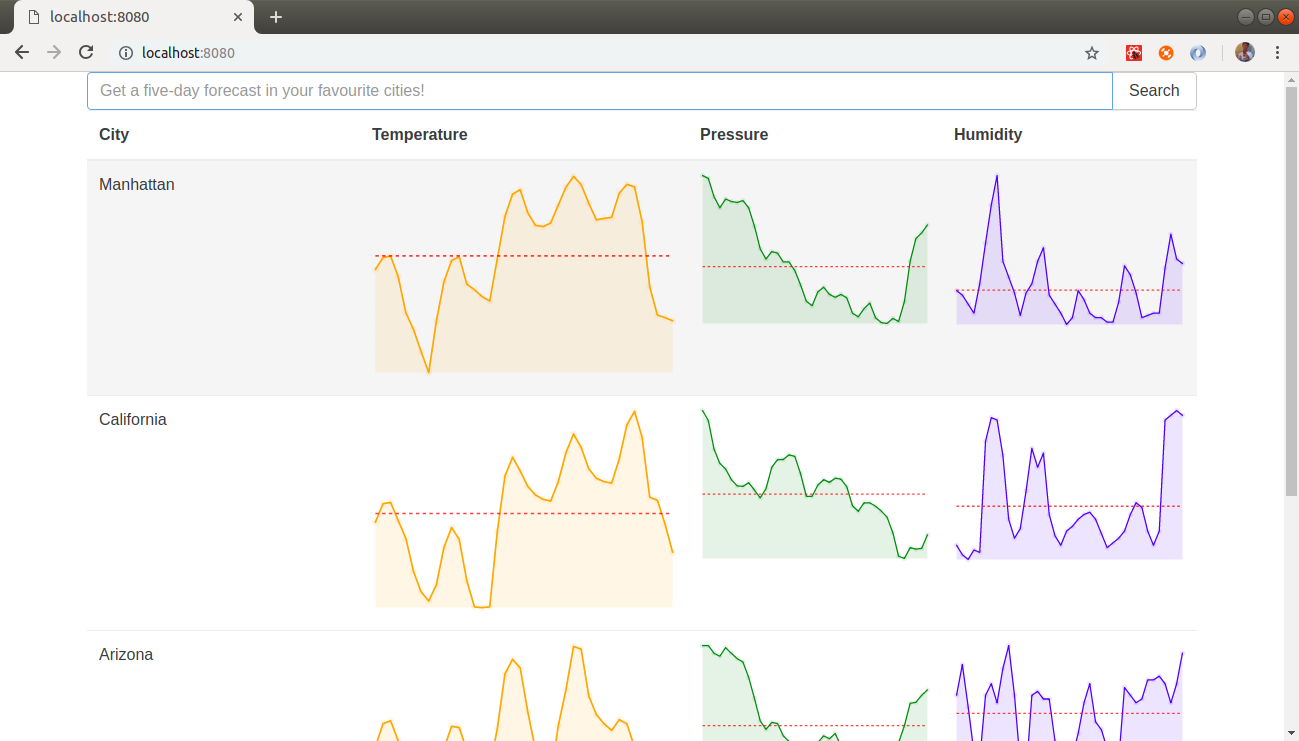 localhost:8080
localhost:8080
Get a five-day forecast in your favourite cities! Search
City Temperature Pressure Humidity
Manhattan
California
Arizona